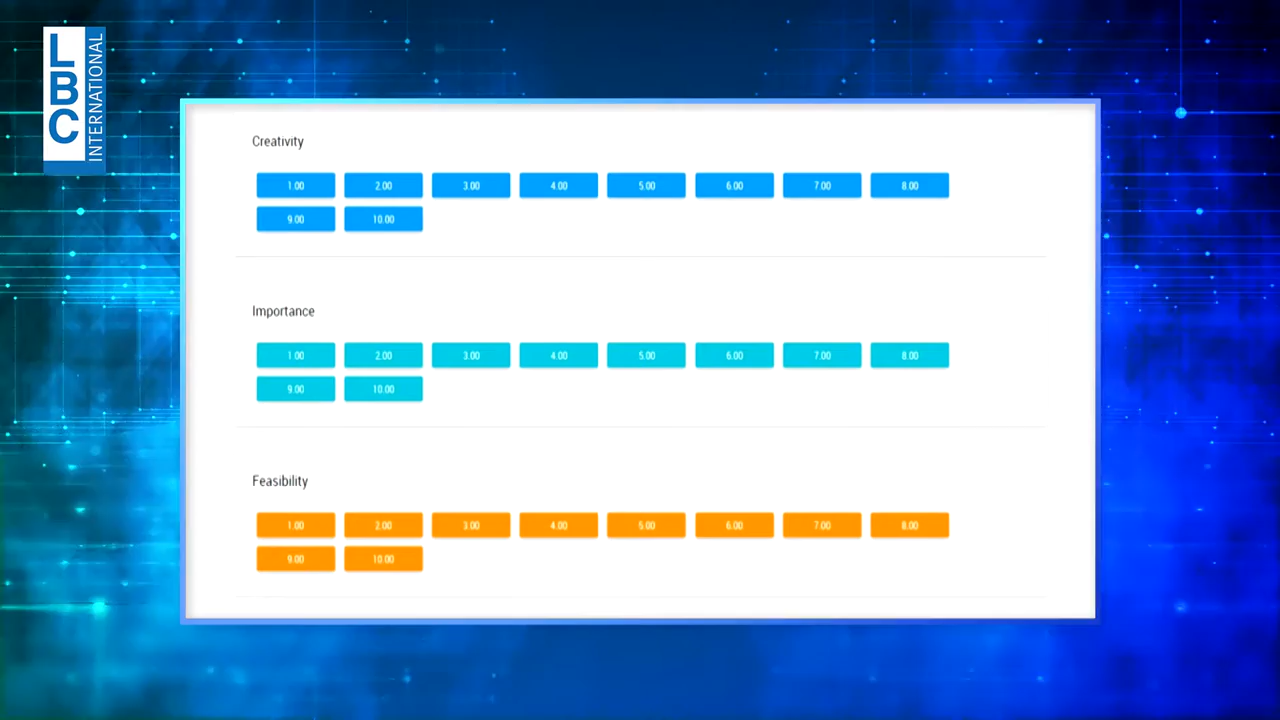 LBC
INTERNATIONAL
Creativity
1.00 2.00 3.00 4.00 5.00 6.00 7.00 8.00
9.00 10.00
Importance
1.00 2.00 3.00 4.00 5.00 6.00 7.00 8.00
9.00 10.00
Feasibility
1.00 2.00 3.00 4.00 5.00 6.00 7.00 8.00
9.00 10.00